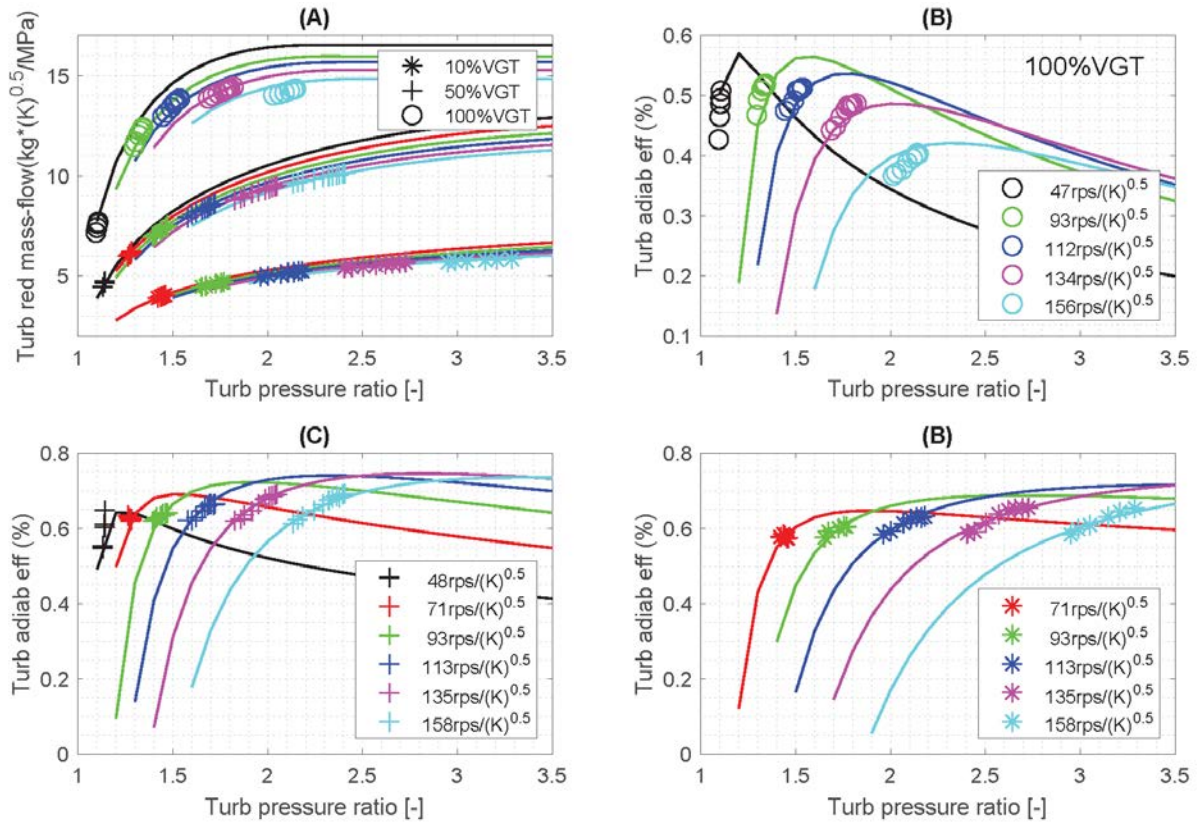 (A)
Turb red mass-flow(kg*(K)^0.5/MPa)
15
10
5
10%VGT
50%VGT
100%VGT
1
1.5
2
2.5
3
3.5
Turb pressure ratio [-]
(B)
100%VGT
Turb adiab eff (%)
0.6
0.5
0.4
0.3
0.2
0.1
47rps/(K)^0.5
93rps/(K)^0.5
112rps/(K)^0.5
134rps/(K)^0.5
156rps/(K)^0.5
1
1.5
2
2.5
3
3.5
Turb pressure ratio [-]
(C)
Turb adiab eff (%)
0.8
0.6
0.4
0.2
0
48rps/(K)^0.5
71rps/(K)^0.5
93rps/(K)^0.5
113rps/(K)^0.5
135rps/(K)^0.5
158rps/(K)^0.5
1
1.5
2
2.5
3
3.5
Turb pressure ratio [-]
(B)
Turb adiab eff (%)
0.8
0.6
0.4
0.2
0
71rps/(K)^0.5
93rps/(K)^0.5
113rps/(K)^0.5
135rps/(K)^0.5
158rps/(K)^0.5
1
1.5
2
2.5
3
3.5
Turb pressure ratio [-]